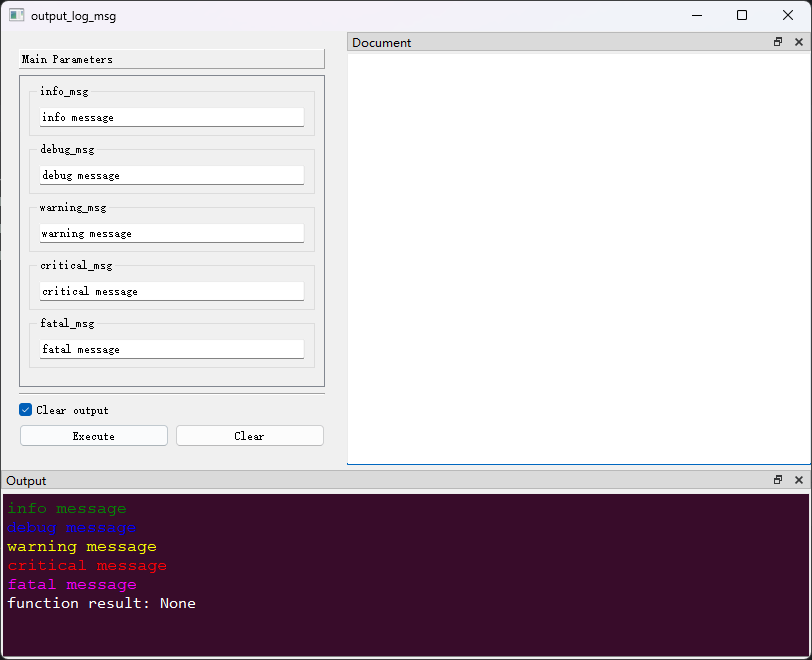 output_log_msg
Document
Main Parameters
info_msg
info message
debug_msg
debug message
warning_msg
warning message
critical_msg
critical message
fatal_msg
fatal message
Clear output
Execute
Clear
Output
info message
debug message
warning message
critical message
fatal message
function result: None